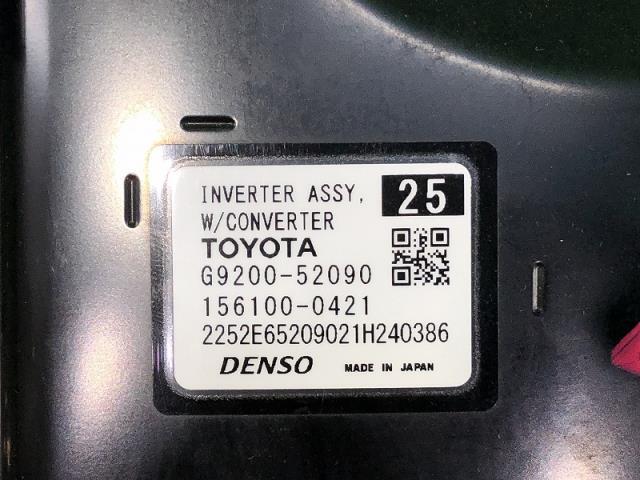 INVERTER ASSY, 25
W/CONVERTER
TOYOTA
G9200-52090
156100-0421
2252E65209021H240386
DENSO MADE IN JAPAN